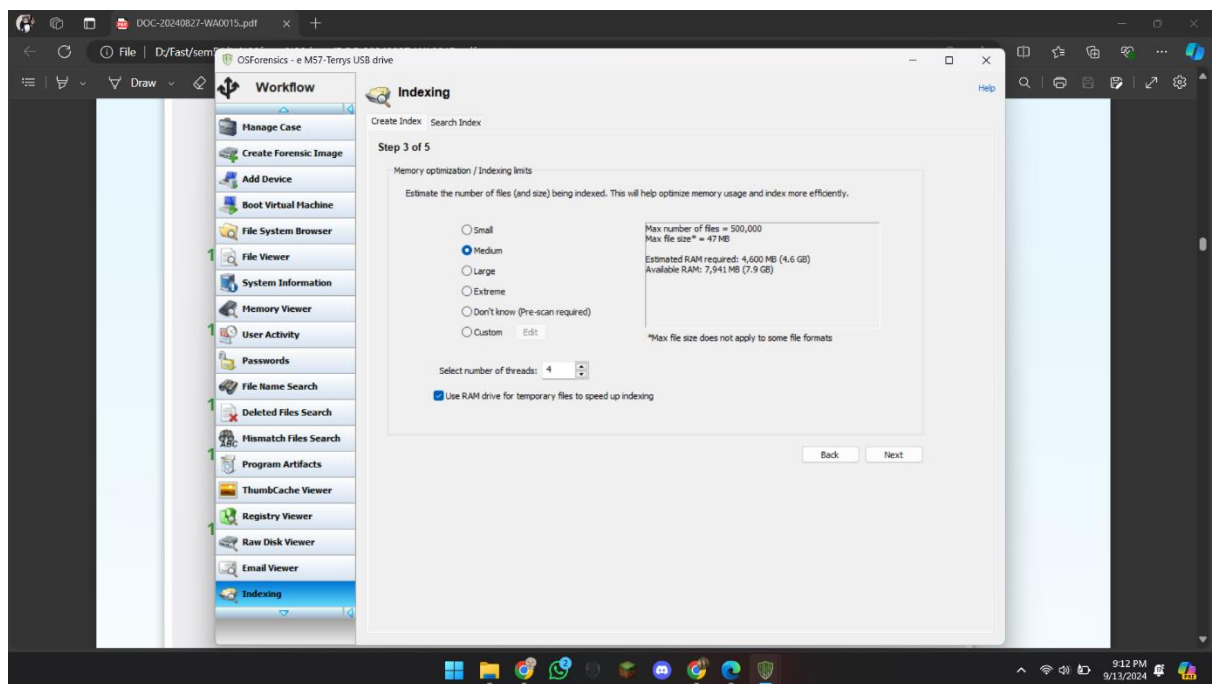 DOC-20240827-WA0015_.pdf
File
D:/Fast/sem5
Draw
OSForensics - e M57-Terrys USB drive
Workflow
Manage Case
Create Forensic Image
Add Device
Boot Virtual Machine
File System Browser
File Viewer
System Information
Memory Viewer
User Activity
Passwords
File Name Search
Deleted Files Search
Mismatch Files Search
Program Artifacts
ThumbCache Viewer
Registry Viewer
Raw Disk Viewer
Email Viewer
Indexing
Indexing
Help
Create Index
Search Index
Step 3 of 5
Memory optimization / Indexing limits
Estimate the number of files (and size) being indexed. This will help optimize memory usage and index more efficiently.
Small
Medium
Large
Extreme
Don't know (Pre-scan required)
Custom
Edit
Max number of files = 500,000
Max file size* = 47 MB
Estimated RAM required: 4,600 MB (4.6 GB)
Available RAM: 7,941 MB (7.9 GB)
*Max file size does not apply to some file formats
Select number of threads: 4
Use RAM drive for temporary files to speed up indexing
Back
Next
1
1
1
1
1
ABC
9:12 PM
9/13/2024